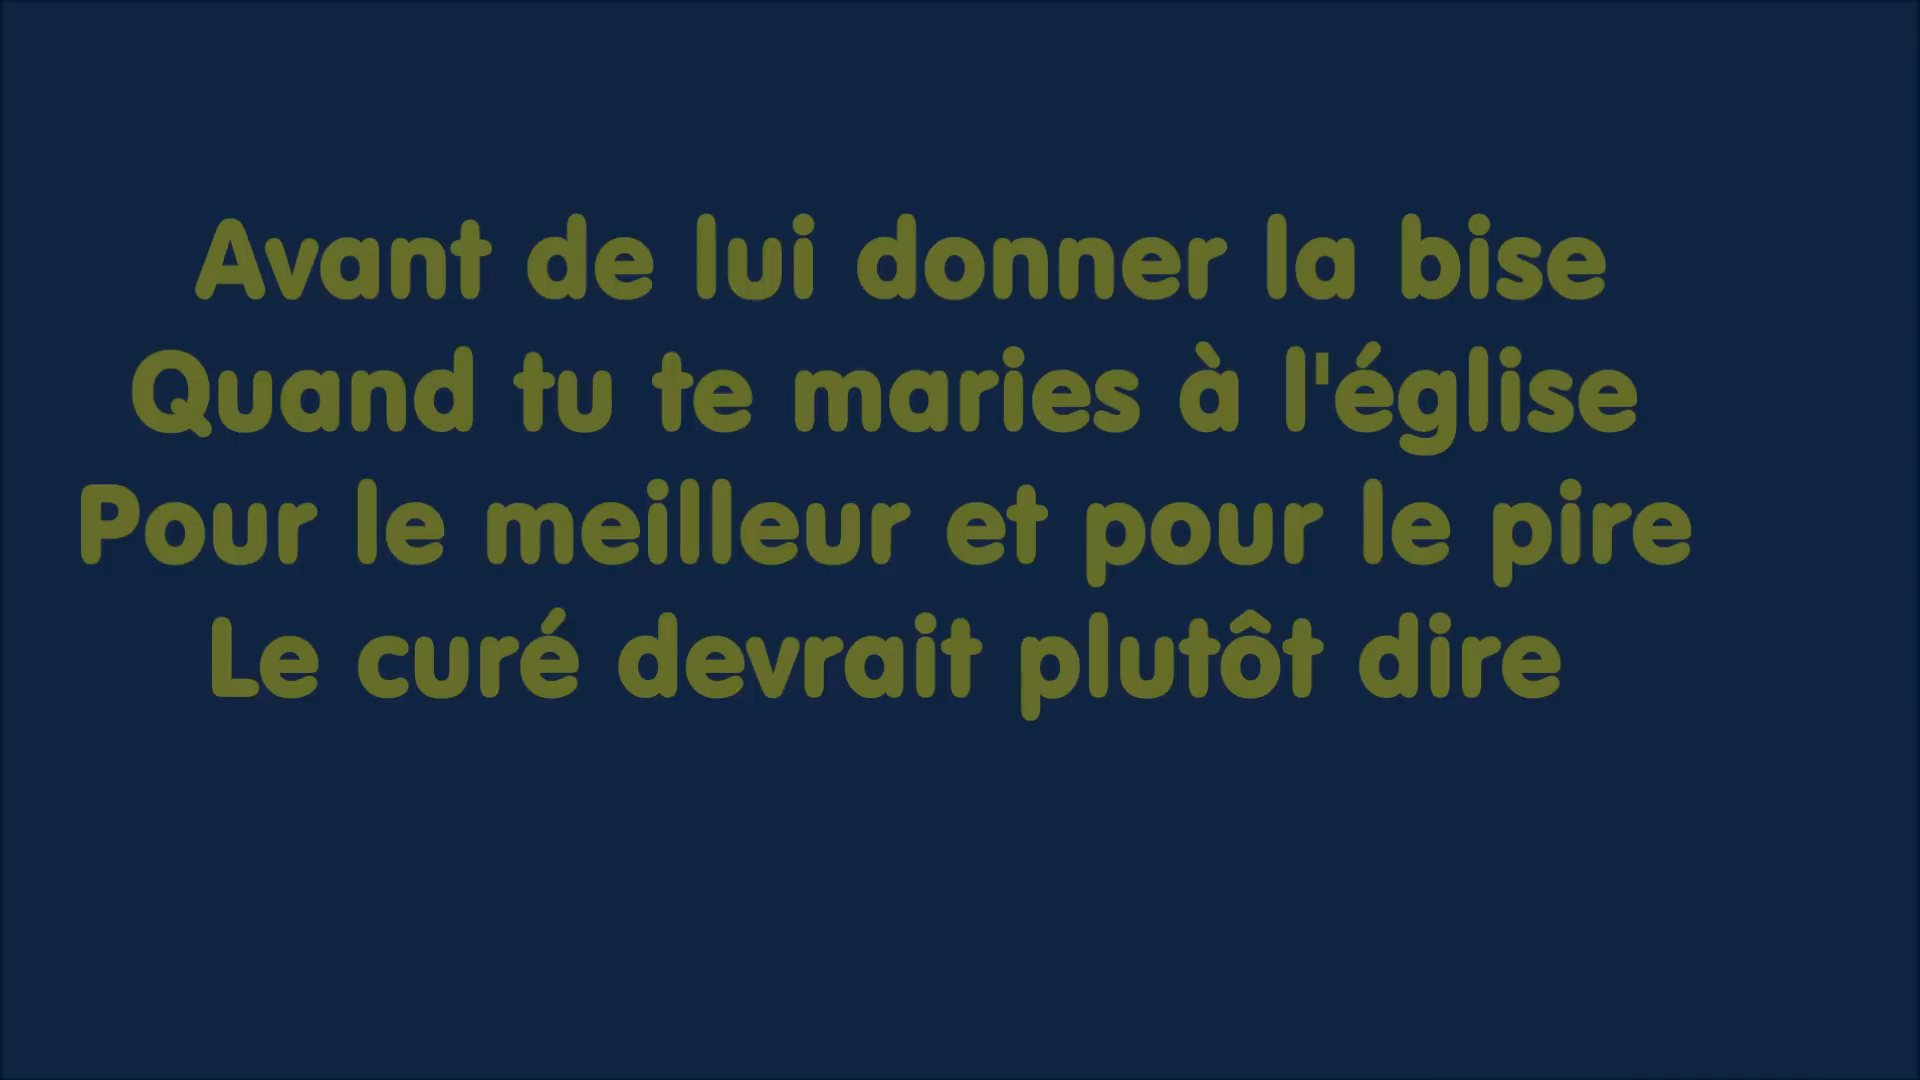 Avant de lui donner la bise
Quand tu te maries à l'église
Pour le meilleur et pour le pire
Le curé devrait plutôt dire